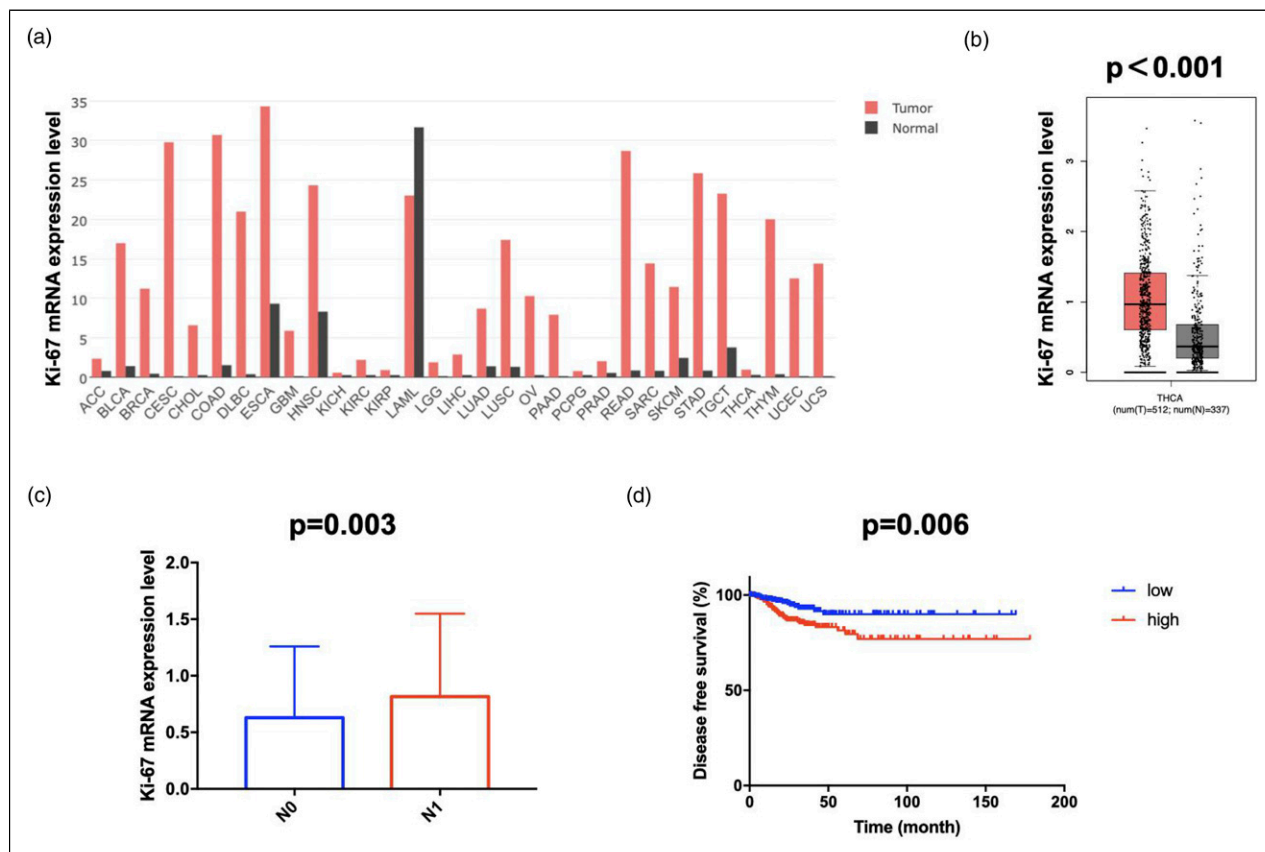 (a)
Ki-67 mRNA expression level
35
30
25
20
15
10
5
0
Tumor
Normal
ACC
BLCA
BRCA
CESC
CHOL
COAD
DLBC
ESCA
GBM
HNSC
KICH
KIRC
KIRP
LAML
LGG
LIHC
LUAD
LUSC
OV
PAAD
PCPG
PRAD
READ
SARC
SKCM
STAD
TGCT
THCA
THYM
UCEC
UCS
(b)
p<0.001
Ki-67 mRNA expression level
3
2
1
0
THCA
(num(T)=512; num(N)=337)
(c)
p=0.003
Ki-67 mRNA expression level
2.0
1.5
1.0
0.5
0.0
N0
N1
(d)
p=0.006
Disease free survival (%)
100
50
0
0 50 100 150 200
Time (month)
low
high